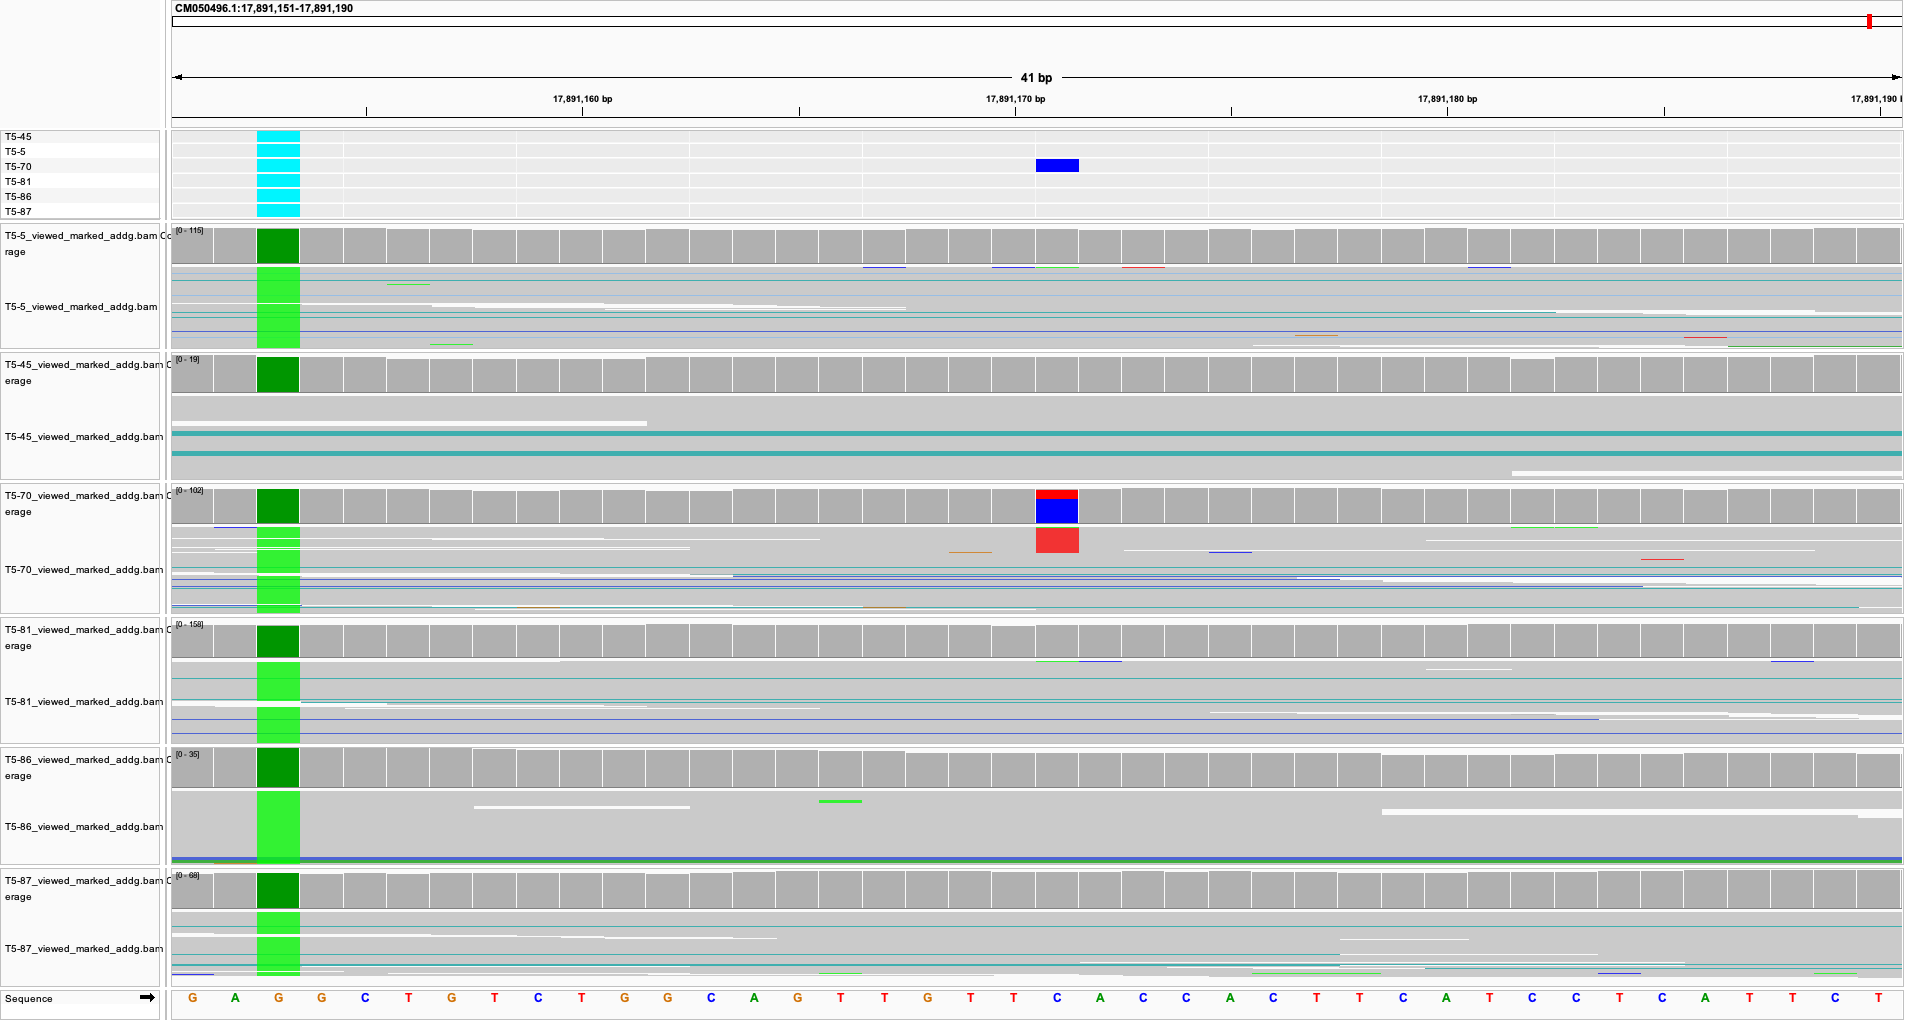 CM050496.1:17,891,151-17,891,190
41 bp
17,891,160 bp 17,891,170 bp 17,891,180 bp 17,891,190 l
T5-45
T5-5
T5-70
T5-81
T5-86
T5-87
T5-5_viewed_marked_addg.bam Co
rage
[0 - 115]
T5-5_viewed_marked_addg.bam
T5-45_viewed_marked_addg.bam C
erage
[0 - 19]
T5-45_viewed_marked_addg.bam
T5-70_viewed_marked_addg.bam C
erage
[0 - 102]
T5-70_viewed_marked_addg.bam
T5-81_viewed_marked_addg.bam C
erage
[0 - 158]
T5-81_viewed_marked_addg.bam
T5-86_viewed_marked_addg.bam C
erage
[0 - 35]
T5-86_viewed_marked_addg.bam
T5-87_viewed_marked_addg.bam C
erage
[0 - 68]
T5-87_viewed_marked_addg.bam
Sequence G A G G C T G T C T G G C A G T T G T T C A C C A C T T C A T C C T C A T T C T